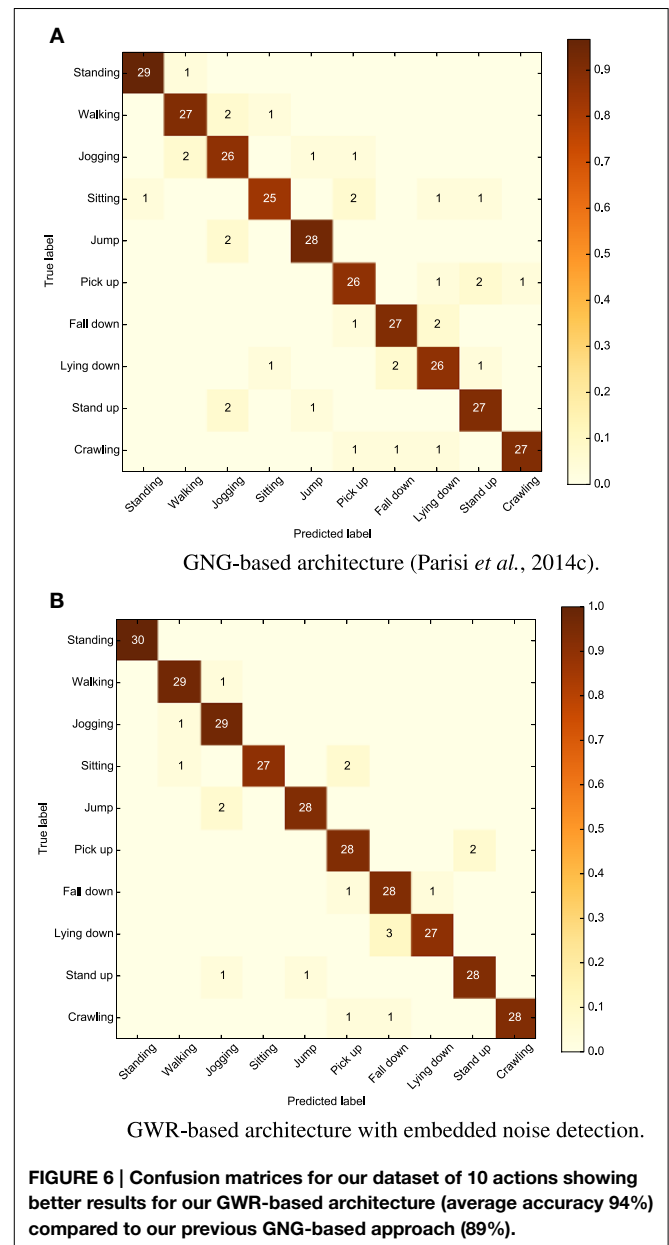 A
Standing 29 1
Walking 27 2 1
Jogging 2 26 1 1
Sitting 1 25 2 1 1
Jump 2 28
Pick up 26 1 2 1
Fall down 1 27 2
Lying down 1 2 26 1
Stand up 2 1 27
Crawling 1 1 1 27
True label
Standing Walking Jogging Sitting Jump Pick up Fall down Lying down Stand up Crawling
Predicted label
0.9
0.8
0.7
0.6
0.5
0.4
0.3
0.2
0.1
0.0
GNG-based architecture (Parisi et al., 2014c).
B
Standing 30
Walking 29 1
Jogging 1 29
Sitting 1 27 2
Jump 2 28
Pick up 28 2
Fall down 1 28 1
Lying down 3 27
Stand up 1 1 28
Crawling 1 1 28
True label
Standing Walking Jogging Sitting Jump Pick up Fall down Lying down Stand up Crawling
Predicted label
1.0
0.9
0.8
0.7
0.6
0.5
0.4
0.3
0.2
0.1
0.0
GWR-based architecture with embedded noise detection.
FIGURE 6 | Confusion matrices for our dataset of 10 actions showing
better results for our GWR-based architecture (average accuracy 94%)
compared to our previous GNG-based approach (89%).